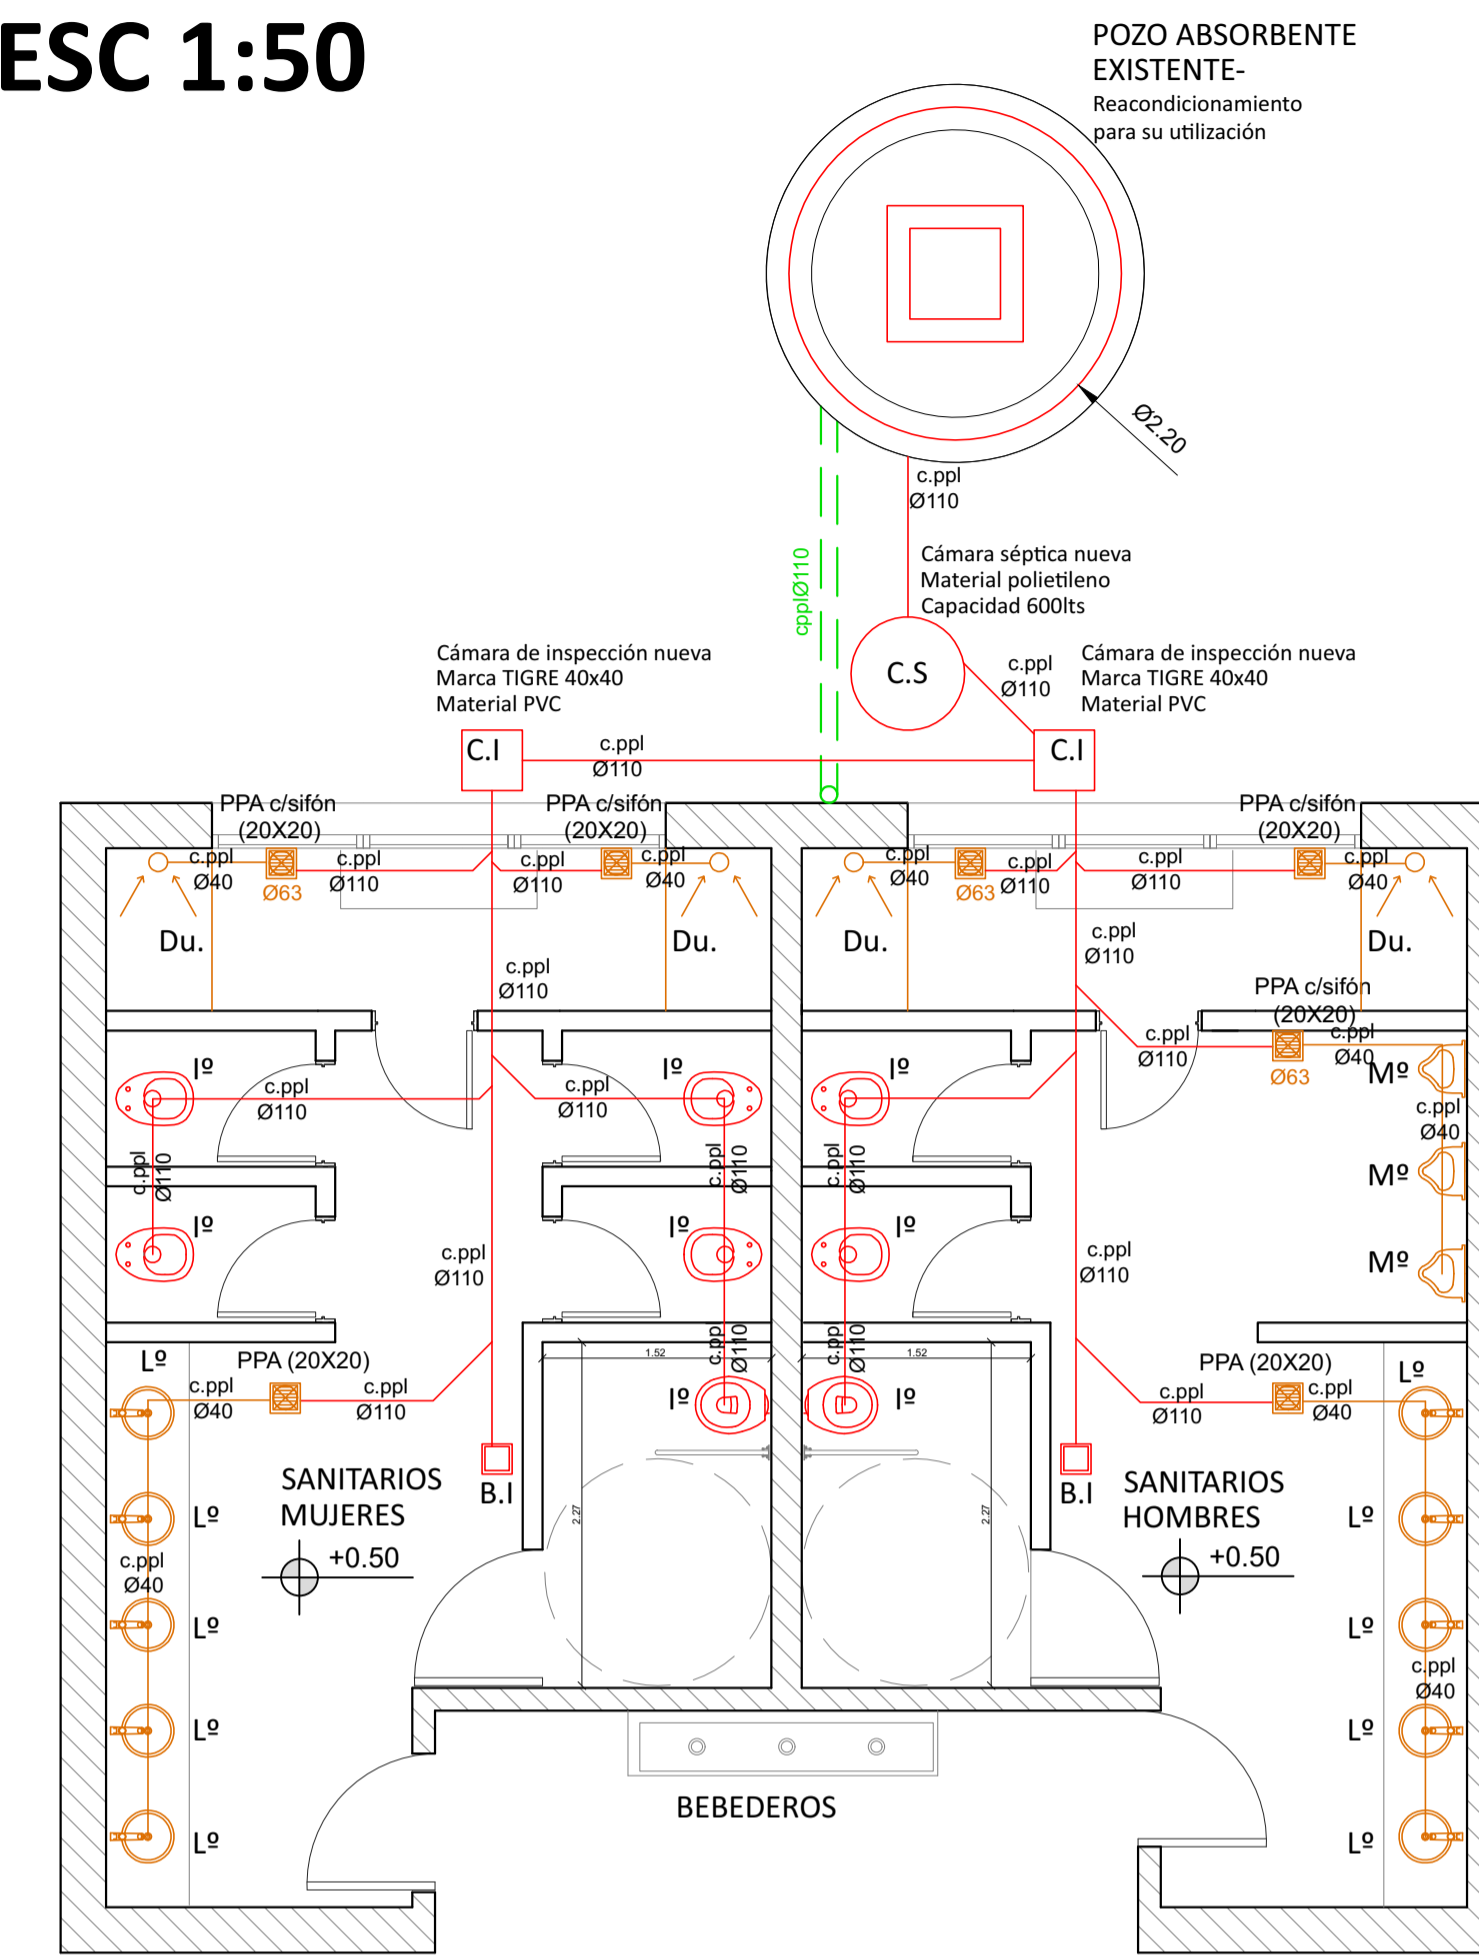 ESC 1:50
POZO ABSORBENTE
EXISTENTE-
Reacondicionamiento
para su utilización
Ø2.20
c.ppl
Ø110
cpplØ110
Cámara séptica nueva
Material polietileno
Capacidad 600lts
C.S
c.ppl
Ø110
Cámara de inspección nueva
Marca TIGRE 40x40
Material PVC
Cámara de inspección nueva
Marca TIGRE 40x40
Material PVC
C.I
c.ppl
Ø110
C.I
PPA c/sifón
(20X20)
PPA c/sifón
(20X20)
PPA c/sifón
(20X20)
c.ppl
Ø40
Ø63
c.ppl
Ø110
c.ppl
Ø110
c.ppl
Ø40
c.ppl
Ø40
Ø63
c.ppl
Ø110
c.ppl
Ø110
c.ppl
Ø40
Du.
Du.
Du.
Du.
c.ppl
Ø110
c.ppl
Ø110
PPA c/sifón
(20X20)
c.ppl
Ø110
Ø63
c.ppl
Ø40
Iº
c.ppl
Ø110
c.ppl
Ø110
Iº
Iº
Mº
c.ppl
Ø40
c.ppl
Ø110
c.ppl
Ø110
c.ppl
Ø110
Mº
Iº
Iº
Iº
c.ppl
Ø110
c.ppl
Ø110
Mº
c.ppl
Ø110
c.ppl
Ø110
1.52
1.52
Lº
PPA (20X20)
c.ppl
Ø40
c.ppl
Ø110
Iº
Iº
PPA (20X20)
Lº
c.ppl
Ø110
c.ppl
Ø40
SANITARIOS
MUJERES
+0.50
B.I
B.I
SANITARIOS
HOMBRES
+0.50
2.27
2.27
Lº
Lº
c.ppl
Ø40
Lº
Lº
c.ppl
Ø40
Lº
Lº
BEBEDEROS
Lº
Lº